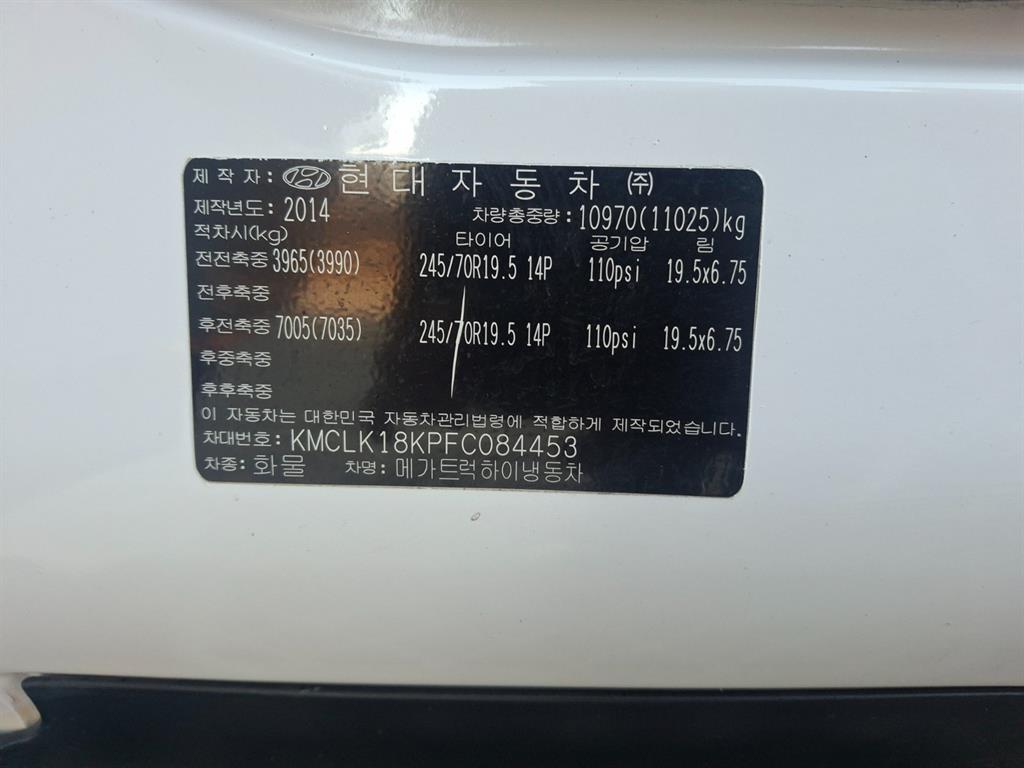 제 작 자 : 현 대 자 동 차 ㈜
제작년도 : 2014 차량총중량 : 10970(11025)kg
적차시(kg) 타이어 공기압 림
전전축중 3965(3990) 245/70R19.5 14P 110psi 19.5x6.75
전후축중
후전축중 7005(7035) 245/70R19.5 14P 110psi 19.5x6.75
후중축중
후후축중
이 자동차는 대한민국 자동차관리법령에 적합하게 제작되었습니다.
차대번호 : KMCLK18KPFC084453
차종 : 화물 차명 : 메가트럭하이냉동차